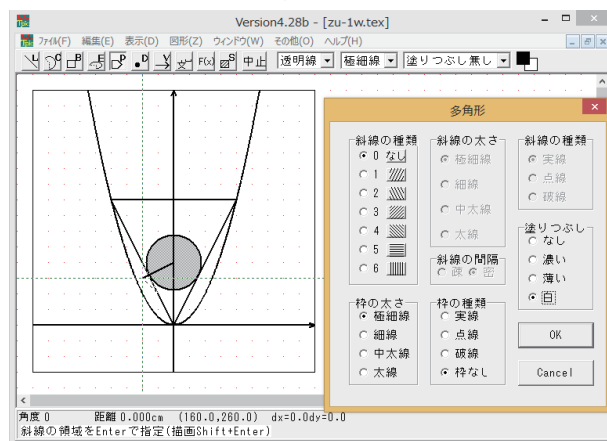 Version4.28b - [zu-1w.tex]
ファイル(F) 編集(E) 表示(D) 図形(Z) ウィンドウ(W) その他(O) ヘルプ(H)
L C B E P D Y F(x) S 中止 透明線 極細線 塗りつぶし無し
多角形
斜線の種類
0 なし
1
2
3
4
5
6
斜線の太さ
極細線
細線
中太線
太線
斜線の間隔
疎 密
斜線の種類
実線
点線
破線
塗りつぶし
なし
濃い
薄い
白
枠の太さ
極細線
細線
中太線
太線
枠の種類
実線
点線
破線
枠なし
OK
Cancel
角度 0 距離 0.000cm (160.0,260.0) dx=0.0dy=0.0
斜線の領域をEnterで指定(描画Shift+Enter)